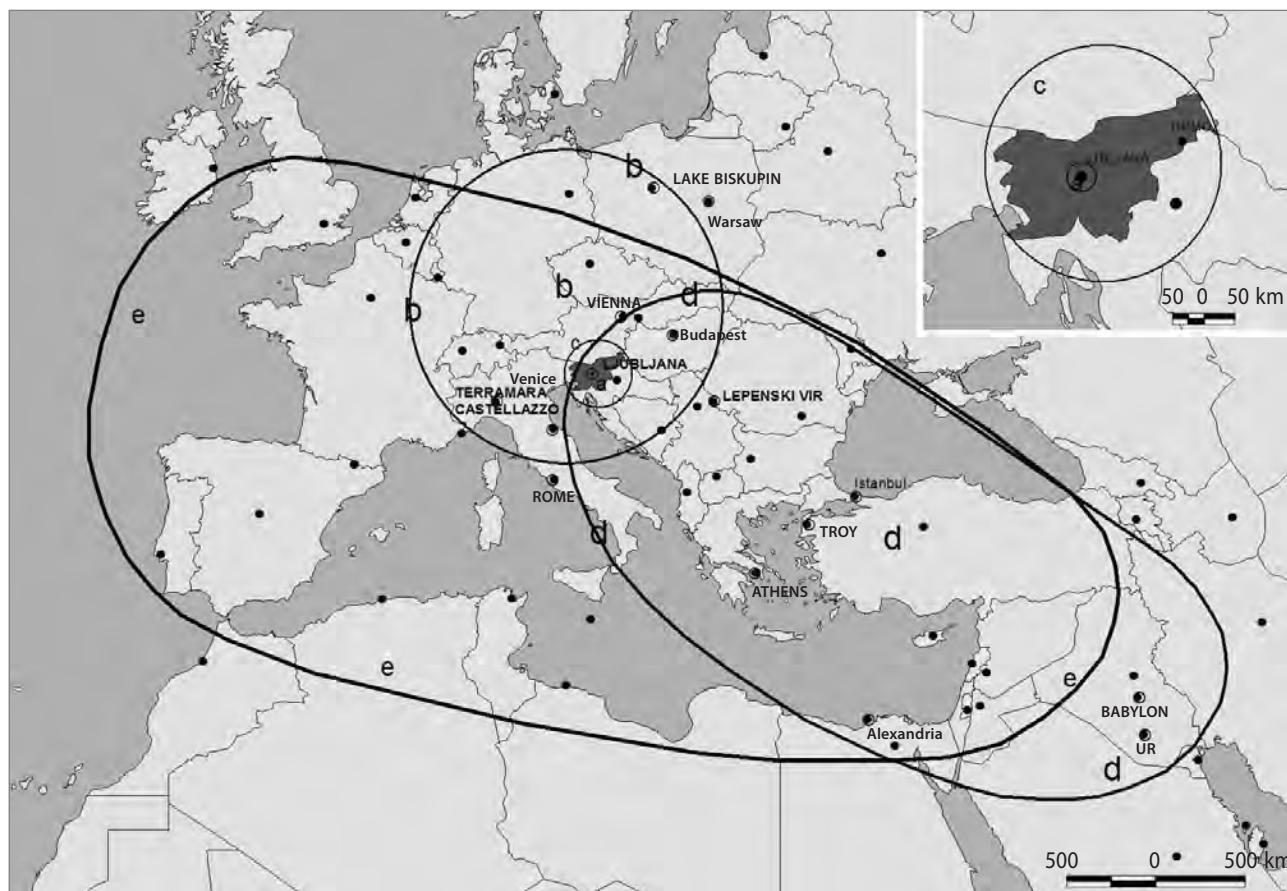 c
a
50 0 50 km
b
LAKE BISKUPIN
Warsaw
b
VIENNA
d
e
b
Budapest
c
LJUBLJANA
a
Venice
TERRAMARA
CASTELLAZZO
LEPENSKI VIR
ROME
Istanbul
d
TROY
d
ATHENS
e
e
BABYLON
Alexandria
UR
d
500 0 500 km